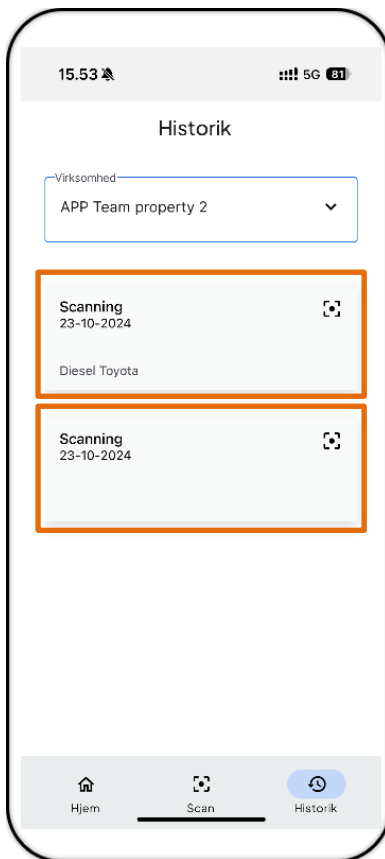 15.53 5G 81
Historik
Virksomhed
APP Team property 2
Scanning
23-10-2024
Diesel Toyota
Scanning
23-10-2024
Hjem Scan Historik